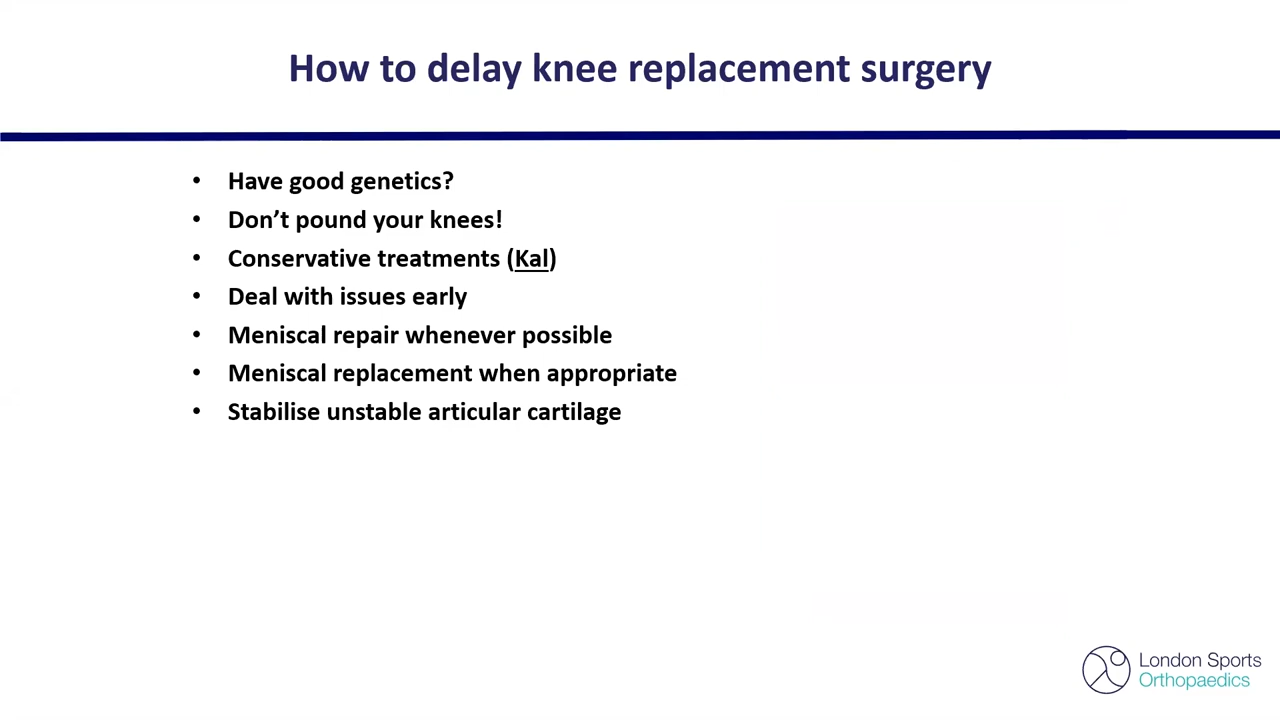 How to delay knee replacement surgery
• Have good genetics?
• Don’t pound your knees!
• Conservative treatments (Kal)
• Deal with issues early
• Meniscal repair whenever possible
• Meniscal replacement when appropriate
• Stabilise unstable articular cartilage
London Sports
Orthopaedics